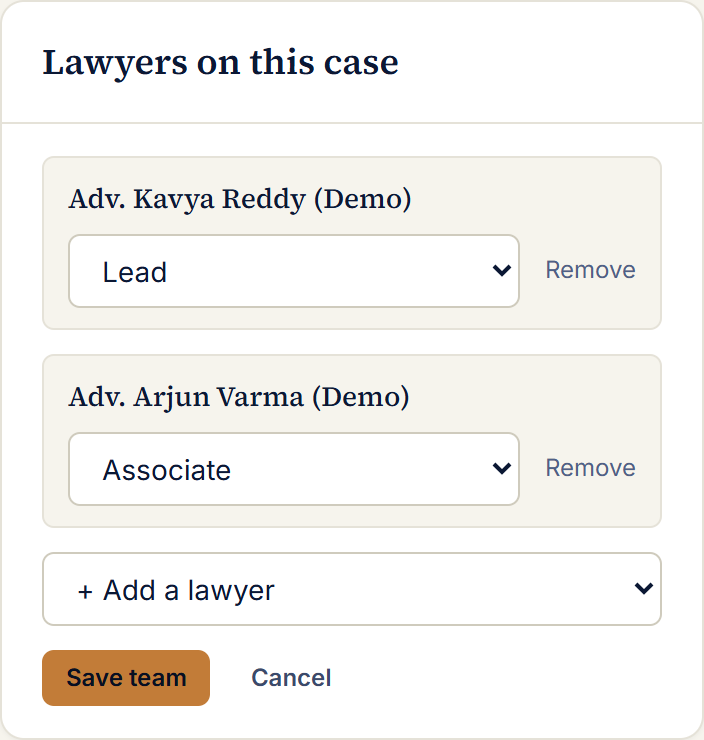 Lawyers on this case
Adv. Kavya Reddy (Demo)
Lead
Remove
Adv. Arjun Varma (Demo)
Associate
Remove
+ Add a lawyer
Save team
Cancel